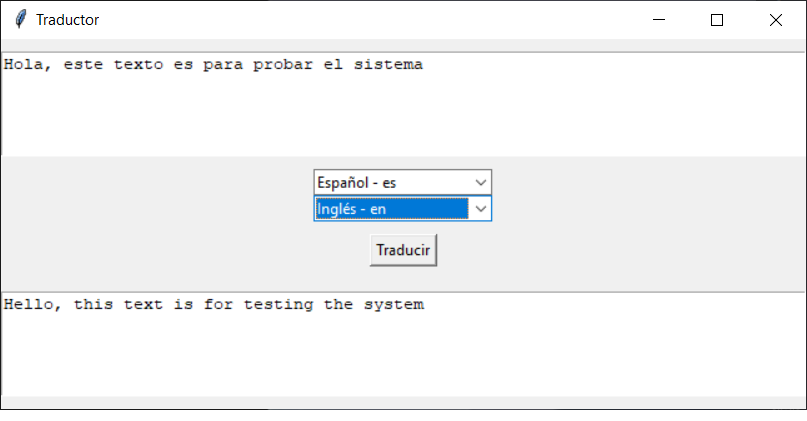 Traductor
Hola, este texto es para probar el sistema
Español - es
Inglés - en
Traducir
Hello, this text is for testing the system